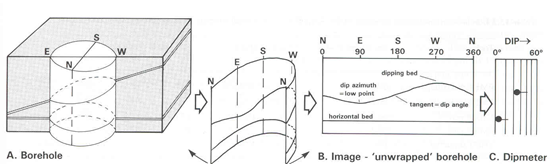 S
E W
N
A. Borehole
N E S W N
N E S W N
0 90 180 270 360
dipping bed
dip azimuth
= low point
tangent = dip angle
horizontal bed
B. Image - 'unwrapped' borehole
DIP→
0° 60°
C. Dipmeter